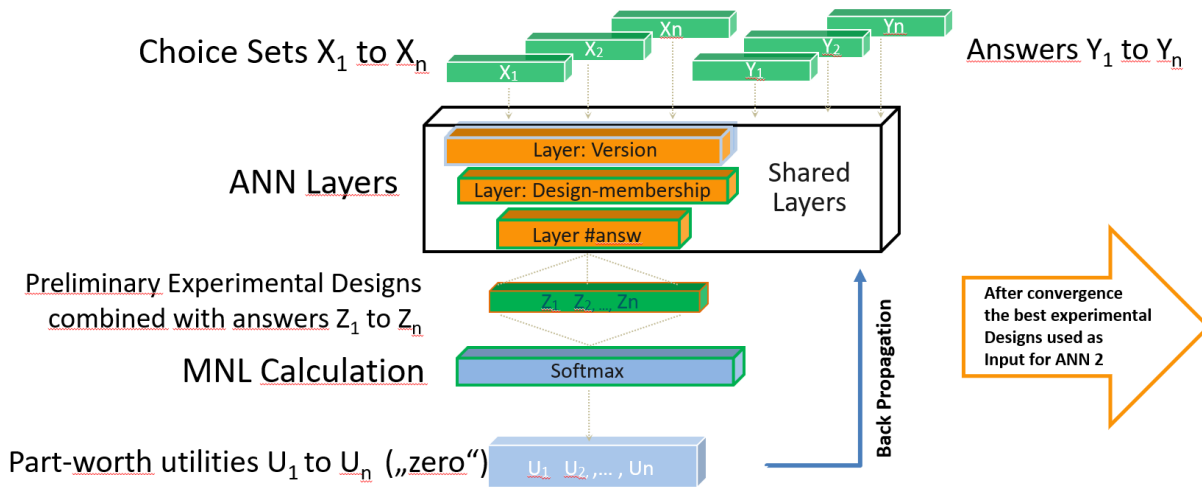 Choice Sets X1 to Xn
X1
X2
Xn
Y1
Y2
Yn
Answers Y1 to Yn
ANN Layers
Layer: Version
Layer: Design-membership
Layer #answ
Shared
Layers
Preliminary Experimental Designs
combined with answers Z1 to Zn
Z1 Z2, ..., Zn
MNL Calculation
Softmax
Part-worth utilities U1 to Un („zero“)
U1 U2, ,... , Un
Back Propagation
After convergence
the best experimental
Designs used as
Input for ANN 2